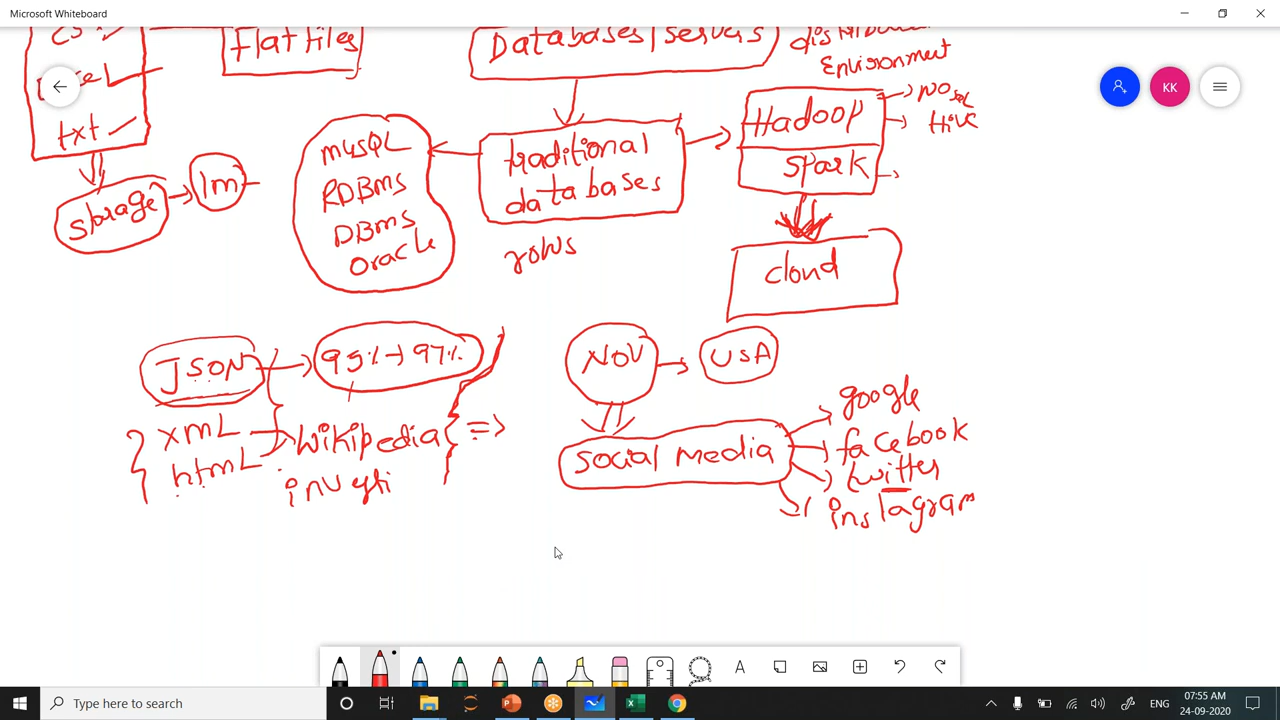 Microsoft Whiteboard
Flat files
Databases/servers
Environment
txt
storage
1m
mysQL
RDBms
DBms
oracle
traditional
databases
rows
Hadoop
spark
NOSQL
Hive
cloud
JSON
95% → 97%
xmL
htmL
wikipedia
=>
NOV
USA
social media
google
facebook
twitter
instagram
KK
A
Type here to search
ENG
07:55 AM
24-09-2020